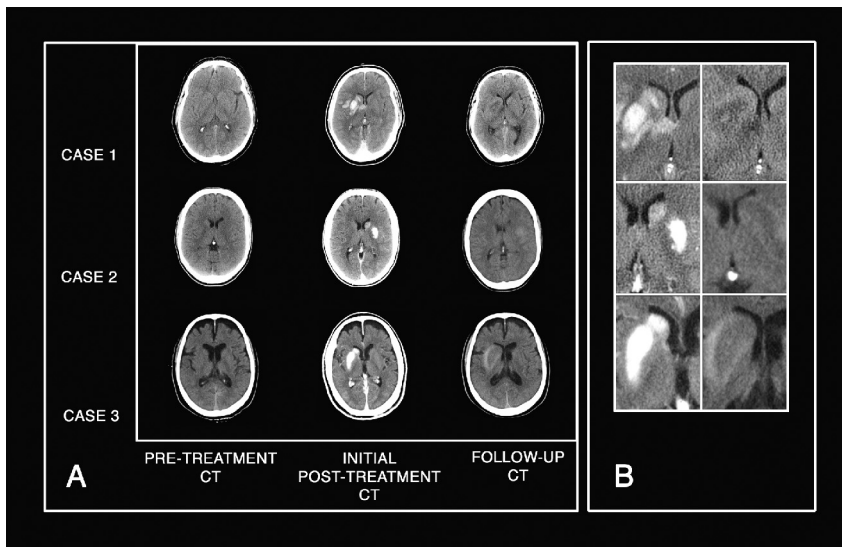 CASE 1
CASE 2
CASE 3
PRE-TREATMENT
CT
INITIAL
POST-TREATMENT
CT
FOLLOW-UP
CT
A
B